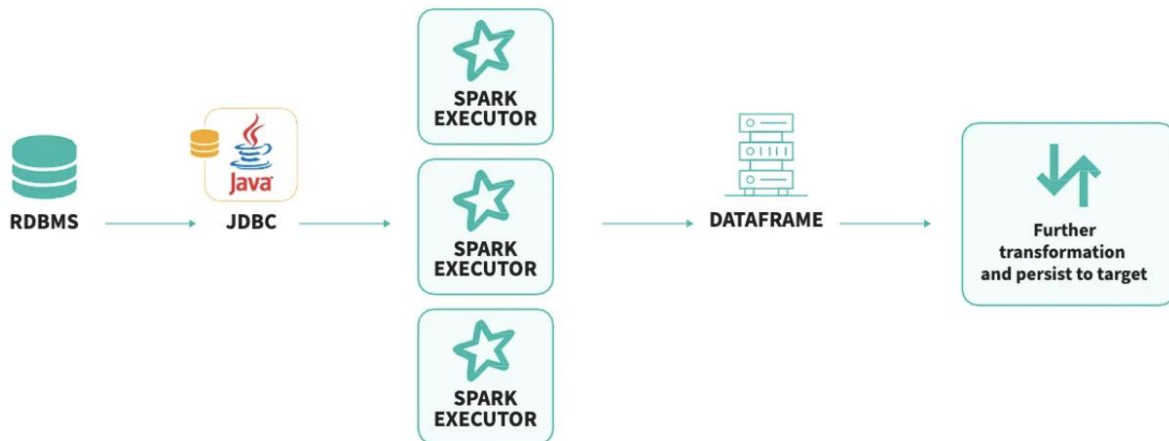 RDBMS
Java
JDBC
SPARK
EXECUTOR
SPARK
EXECUTOR
SPARK
EXECUTOR
DATAFRAME
Further
transformation
and persist to target